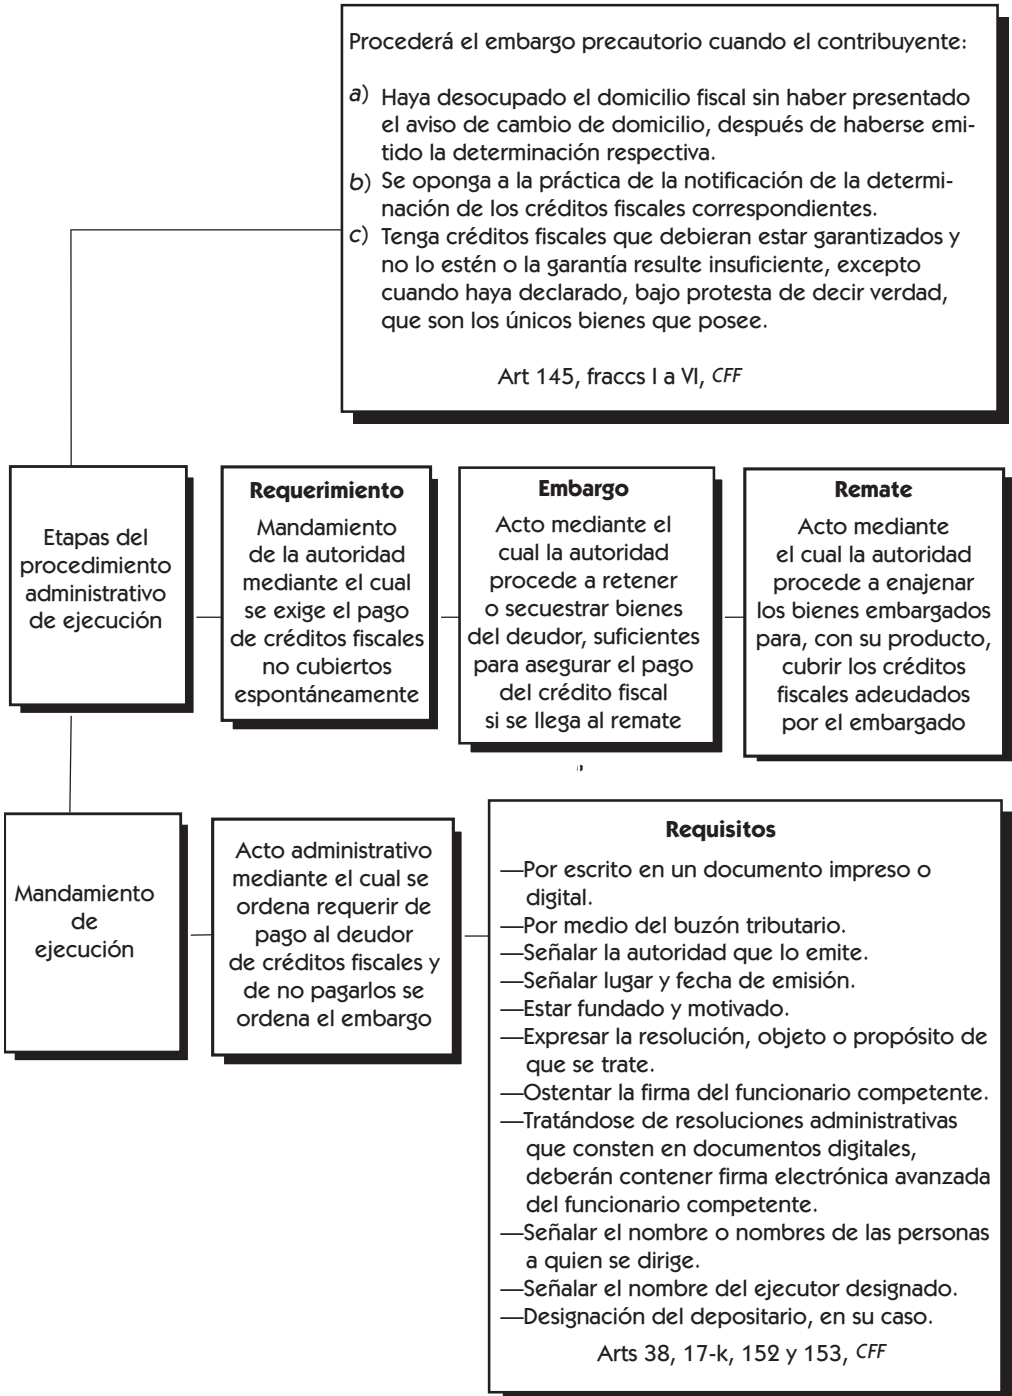 Procederá el embargo precautorio cuando el contribuyente:
a) Haya desocupado el domicilio fiscal sin haber presentado
el aviso de cambio de domicilio, después de haberse emi-
tido la determinación respectiva.
b) Se oponga a la práctica de la notificación de la determi-
nación de los créditos fiscales correspondientes.
c) Tenga créditos fiscales que debieran estar garantizados y
no lo estén o la garantía resulte insuficiente, excepto
cuando haya declarado, bajo protesta de decir verdad,
que son los únicos bienes que posee.
Art 145, fraccs I a VI, CFF
Etapas del
procedimiento
administrativo
de ejecución
Requerimiento
Mandamiento
de la autoridad
mediante el cual
se exige el pago
de créditos fiscales
no cubiertos
espontáneamente
Embargo
Acto mediante el
cual la autoridad
procede a retener
o secuestrar bienes
del deudor, suficientes
para asegurar el pago
del crédito fiscal
si se llega al remate
Remate
Acto mediante
el cual la autoridad
procede a enajenar
los bienes embargados
para, con su producto,
cubrir los créditos
fiscales adeudados
por el embargado
Mandamiento
de
ejecución
Acto administrativo
mediante el cual se
ordena requerir de
pago al deudor
de créditos fiscales y
de no pagarlos se
ordena el embargo
Requisitos
—Por escrito en un documento impreso o
digital.
—Por medio del buzón tributario.
—Señalar la autoridad que lo emite.
—Señalar lugar y fecha de emisión.
—Estar fundado y motivado.
—Expresar la resolución, objeto o propósito de
que se trate.
—Ostentar la firma del funcionario competente.
—Tratándose de resoluciones administrativas
que consten en documentos digitales,
deberán contener firma electrónica avanzada
del funcionario competente.
—Señalar el nombre o nombres de las personas
a quien se dirige.
—Señalar el nombre del ejecutor designado.
—Designación del depositario, en su caso.
Arts 38, 17-k, 152 y 153, CFF